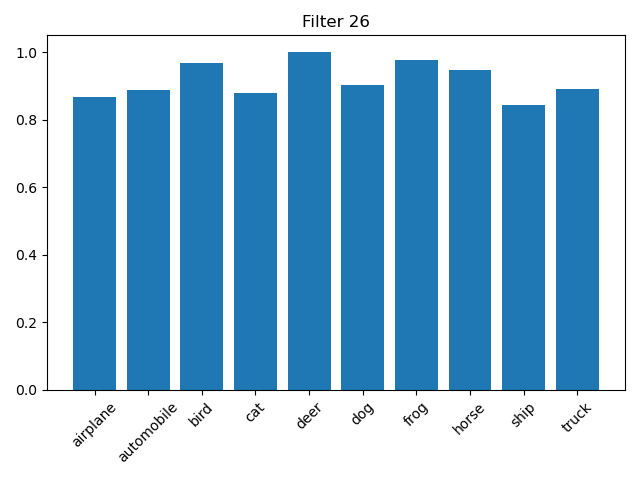 Filter 26
1.0
0.8
0.6
0.4
0.2
0.0
airplane
automobile
bird
cat
deer
dog
frog
horse
ship
truck